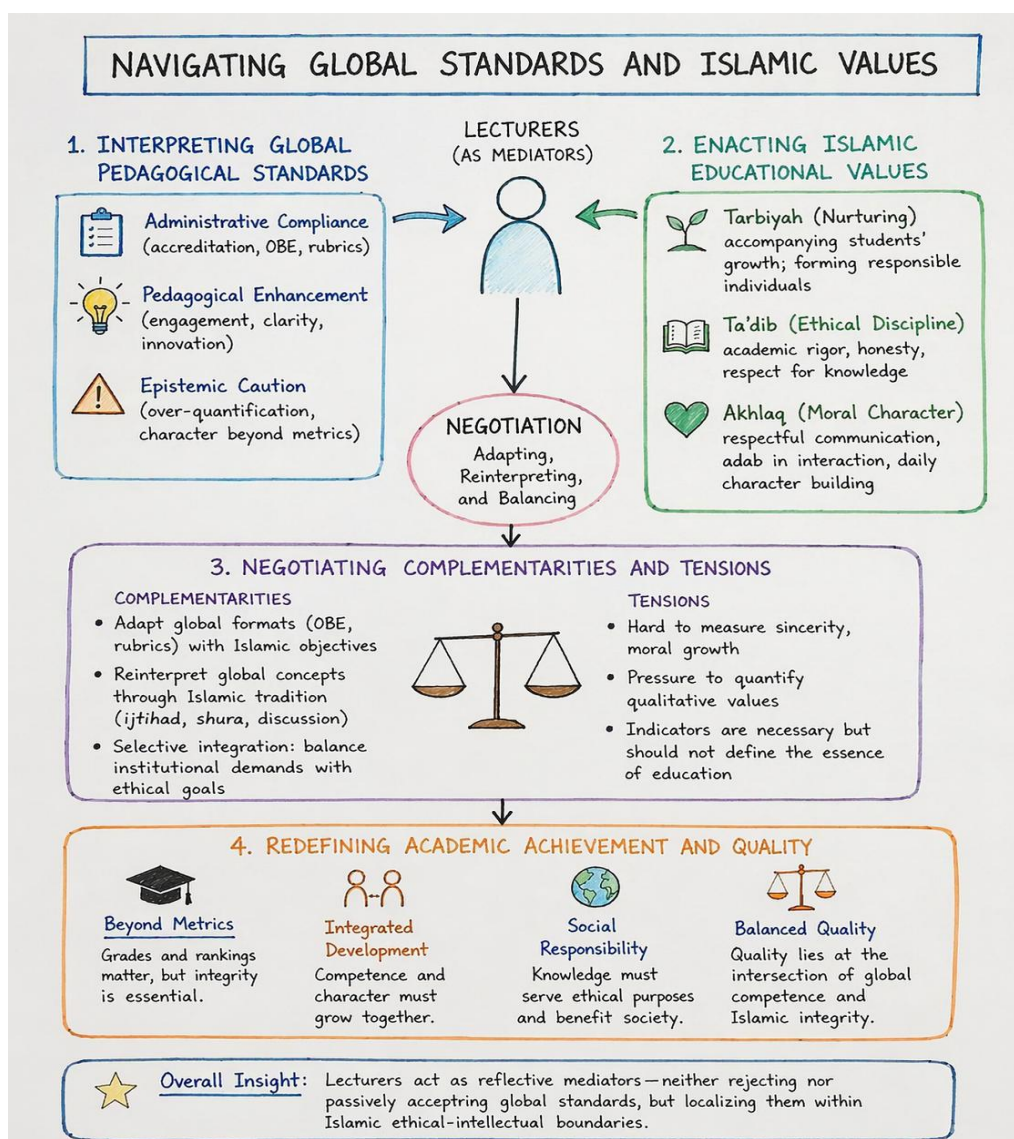 NAVIGATING GLOBAL STANDARDS AND ISLAMIC VALUES
1. INTERPRETING GLOBAL
PEDAGOGICAL STANDARDS
Administrative Compliance
(accreditation, OBE, rubrics)
Pedagogical Enhancement
(engagement, clarity,
innovation)
Epistemic Caution
(over-quantification,
character beyond metrics)
LECTURERS
(AS MEDIATORS)
2. ENACTING ISLAMIC
EDUCATIONAL VALUES
Tarbiyah (Nurturing)
accompanying students'
growth; forming responsible
individuals
Ta'dib (Ethical Discipline)
academic rigor, honesty,
respect for knowledge
Akhlaq (Moral Character)
respectful communication,
adab in interaction, daily
character building
NEGOTIATION
Adapting,
Reinterpreting,
and Balancing
3. NEGOTIATING COMPLEMENTARITIES AND TENSIONS
COMPLEMENTARITIES
• Adapt global formats (OBE,
rubrics) with Islamic objectives
• Reinterpret global concepts
through Islamic tradition
(ijtihad, shura, discussion)
• Selective integration: balance
institutional demands with
ethical goals
TENSIONS
• Hard to measure sincerity,
moral growth
• Pressure to quantify
qualitative values
• Indicators are necessary but
should not define the essence
of education
4. REDEFINING ACADEMIC ACHIEVEMENT AND QUALITY
Beyond Metrics
Grades and rankings
matter, but integrity
is essential.
Integrated
Development
Competence and
character must
grow together.
Social
Responsibility
Knowledge must
serve ethical purposes
and benefit society.
Balanced Quality
Quality lies at the
intersection of global
competence and
Islamic integrity.
Overall Insight: Lecturers act as reflective mediators—neither rejecting nor
passively acceptring global standards, but localizing them within
Islamic ethical-intellectual boundaries.